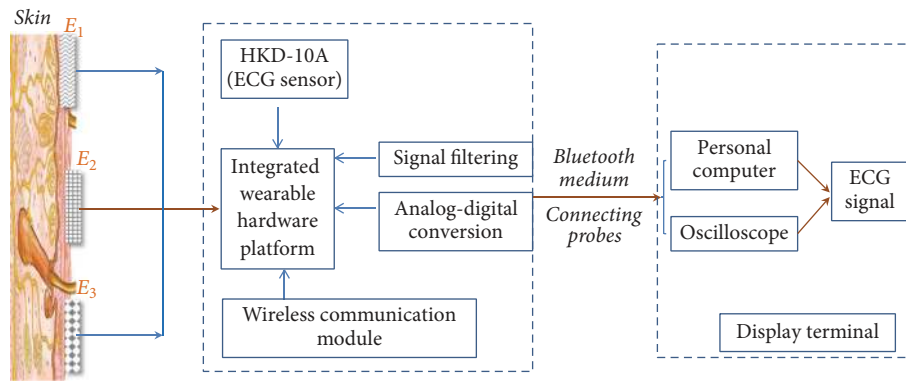 Skin
E1
E2
E3
HKD-10A
(ECG sensor)
Integrated
wearable
hardware
platform
Signal filtering
Analog-digital
conversion
Wireless communication
module
Bluetooth
medium
Connecting
probes
Personal
computer
Oscilloscope
ECG
signal
Display terminal